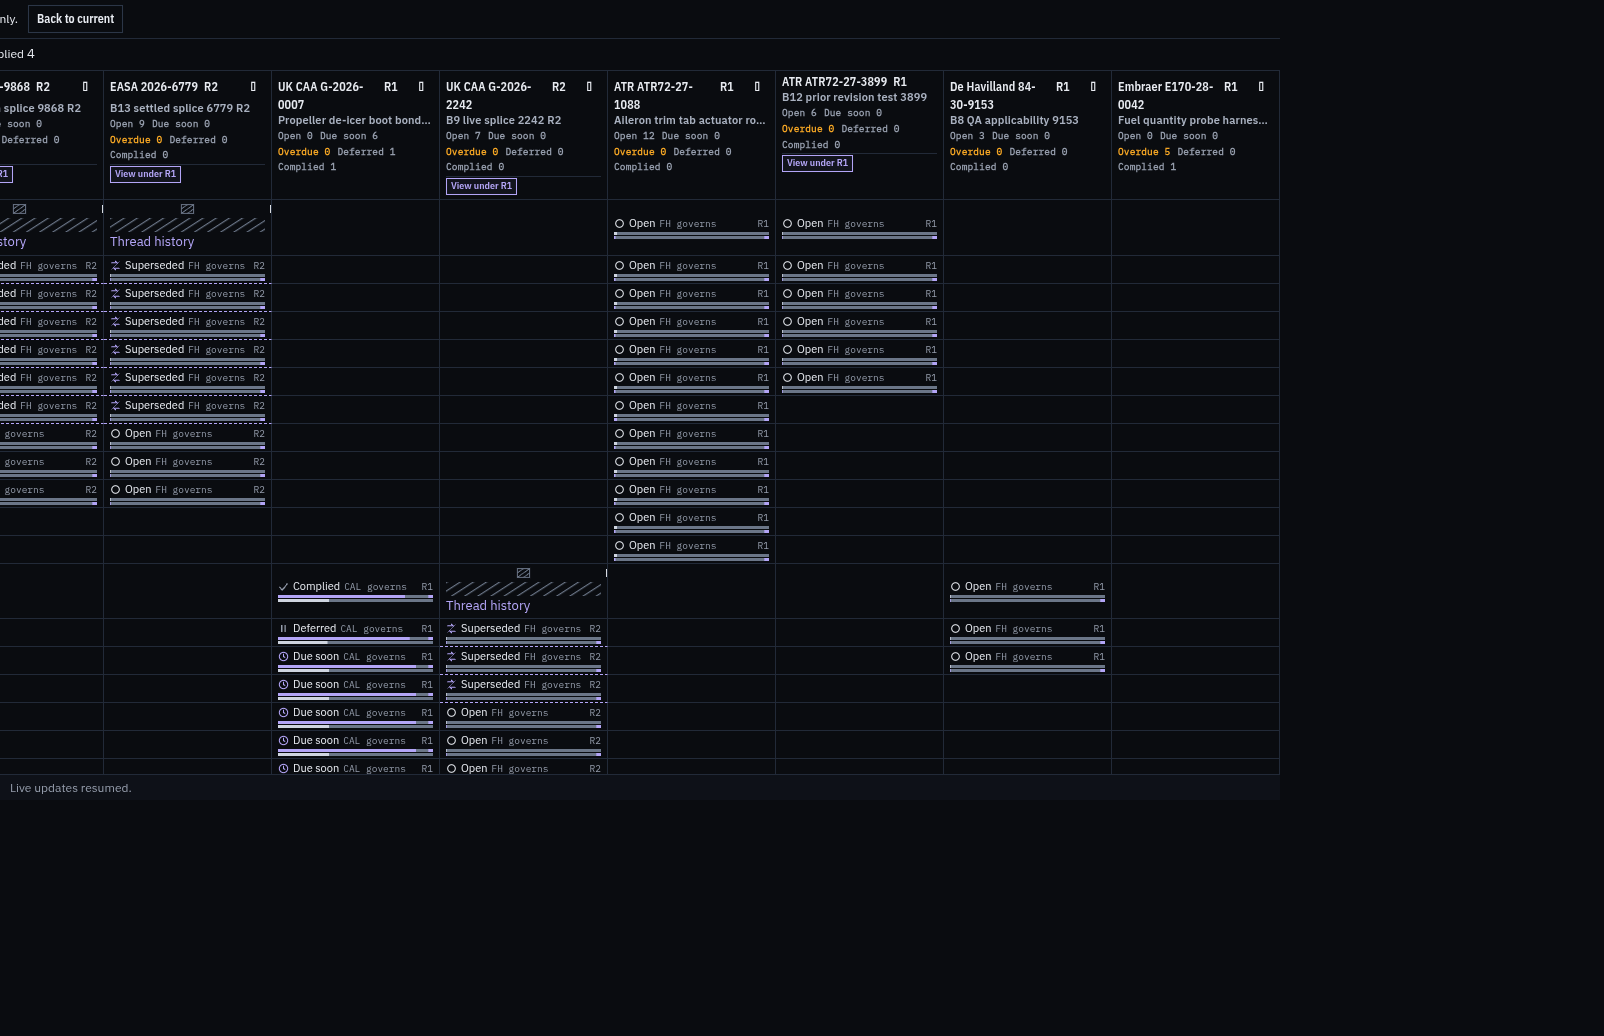 nly. Back to current
plied 4
-9868 R2
splice 9868 R2
soon 0
Deferred 0
R1
EASA 2026-6779 R2
B13 settled splice 6779 R2
Open 9 Due soon 0
Overdue 0 Deferred 0
Complied 0
View under R1
UK CAA G-2026-0007 R1
Propeller de-icer boot bond…
Open 0 Due soon 6
Overdue 0 Deferred 1
Complied 1
UK CAA G-2026-2242 R2
B9 live splice 2242 R2
Open 7 Due soon 0
Overdue 0 Deferred 0
Complied 0
View under R1
ATR ATR72-27-1088 R1
Aileron trim tab actuator ro…
Open 12 Due soon 0
Overdue 0 Deferred 0
Complied 0
ATR ATR72-27-3899 R1
B12 prior revision test 3899
Open 6 Due soon 0
Overdue 0 Deferred 0
Complied 0
View under R1
De Havilland 84-30-9153 R1
B8 QA applicability 9153
Open 3 Due soon 0
Overdue 0 Deferred 0
Complied 0
Embraer E170-28-0042 R1
Fuel quantity probe harnes…
Open 0 Due soon 0
Overdue 5 Deferred 0
Complied 1
story Thread history Open FH governs R1 Open FH governs R1
ded FH governs R2 Superseded FH governs R2 Open FH governs R1 Open FH governs R1
ded FH governs R2 Superseded FH governs R2 Open FH governs R1 Open FH governs R1
ded FH governs R2 Superseded FH governs R2 Open FH governs R1 Open FH governs R1
ded FH governs R2 Superseded FH governs R2 Open FH governs R1 Open FH governs R1
ded FH governs R2 Superseded FH governs R2 Open FH governs R1 Open FH governs R1
ded FH governs R2 Superseded FH governs R2 Open FH governs R1
governs R2 Open FH governs R2 Open FH governs R1
governs R2 Open FH governs R2 Open FH governs R1
governs R2 Open FH governs R2 Open FH governs R1
Open FH governs R1
Open FH governs R1
Complied CAL governs R1 Thread history Open FH governs R1
Deferred CAL governs R1 Superseded FH governs R2 Open FH governs R1
Due soon CAL governs R1 Superseded FH governs R2 Open FH governs R1
Due soon CAL governs R1 Superseded FH governs R2
Due soon CAL governs R1 Open FH governs R2
Due soon CAL governs R1 Open FH governs R2
Due soon CAL governs R1 Open FH governs R2
Live updates resumed.